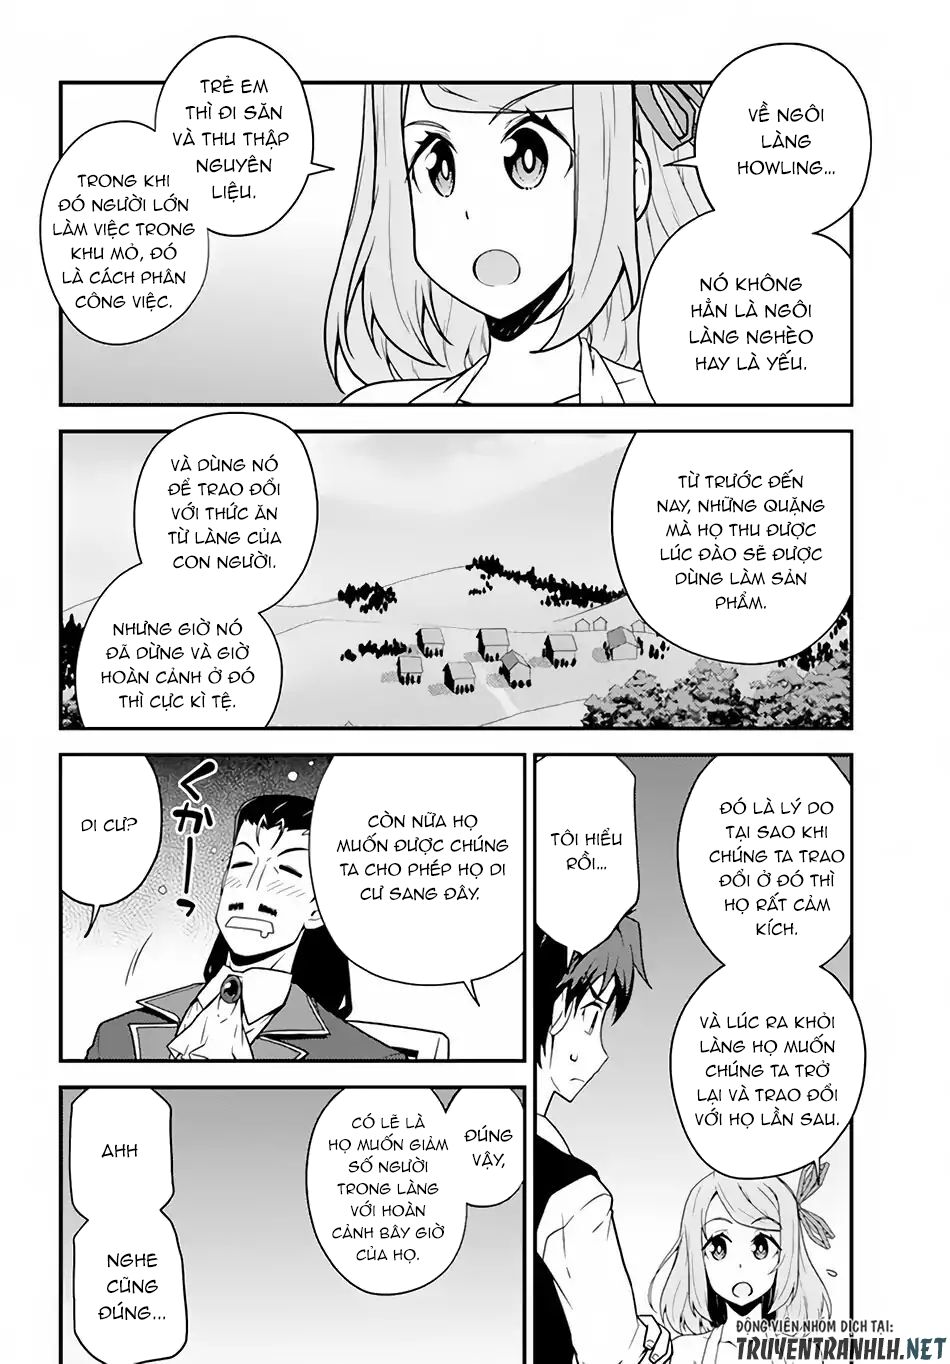 VỀ NGÔI
LÀNG
HOWLING...
NÓ KHÔNG
HẲN LÀ NGÔI
LÀNG NGHÈO
HAY LÀ YẾU.
TRẺ EM
THÌ ĐI SĂN
VÀ THU THẬP
NGUYÊN
LIỆU.
TRONG KHI
ĐÓ NGƯỜI LỚN
LÀM VIỆC TRONG
KHU MỎ, ĐÓ
LÀ CÁCH PHÂN
CÔNG VIỆC.
TỪ TRƯỚC ĐẾN
NAY, NHỮNG QUẶNG
MÀ HỌ THU ĐƯỢC
LÚC ĐÀO SẼ ĐƯỢC
DÙNG LÀM SẢN
PHẨM.
VÀ DÙNG NÓ
ĐỂ TRAO ĐỔI
VỚI THỨC ĂN
TỪ LÀNG CỦA
CON NGƯỜI.
NHƯNG GIỜ NÓ
ĐÃ DỪNG VÀ GIỜ
HOÀN CẢNH Ở ĐÓ
THÌ CỰC KÌ TỆ.
ĐÓ LÀ LÝ DO
TẠI SAO KHI
CHÚNG TA TRAO
ĐỔI Ở ĐÓ THÌ
HỌ RẤT CẢM
KÍCH.
TÔI HIỂU
RỒI...
VÀ LÚC RA KHỎI
LÀNG HỌ MUỐN
CHÚNG TA TRỞ
LẠI VÀ TRAO ĐỔI
VỚI HỌ LẦN SAU.
CÒN NỮA HỌ
MUỐN ĐƯỢC CHÚNG
TA CHO PHÉP HỌ DI
CƯ SANG ĐÂY.
くかー
DI CƯ?
ĐÚNG
VẬY,
CÓ LẼ LÀ
HỌ MUỐN GIẢM
SỐ NGƯỜI
TRONG LÀNG
VỚI HOÀN
CẢNH BÂY GIỜ
CỦA HỌ.
AHH
NGHE
CŨNG
ĐÚNG...
ĐỘNG VIÊN NHÓM DỊCH TẠI:
TRUYENTRANHLH.NET